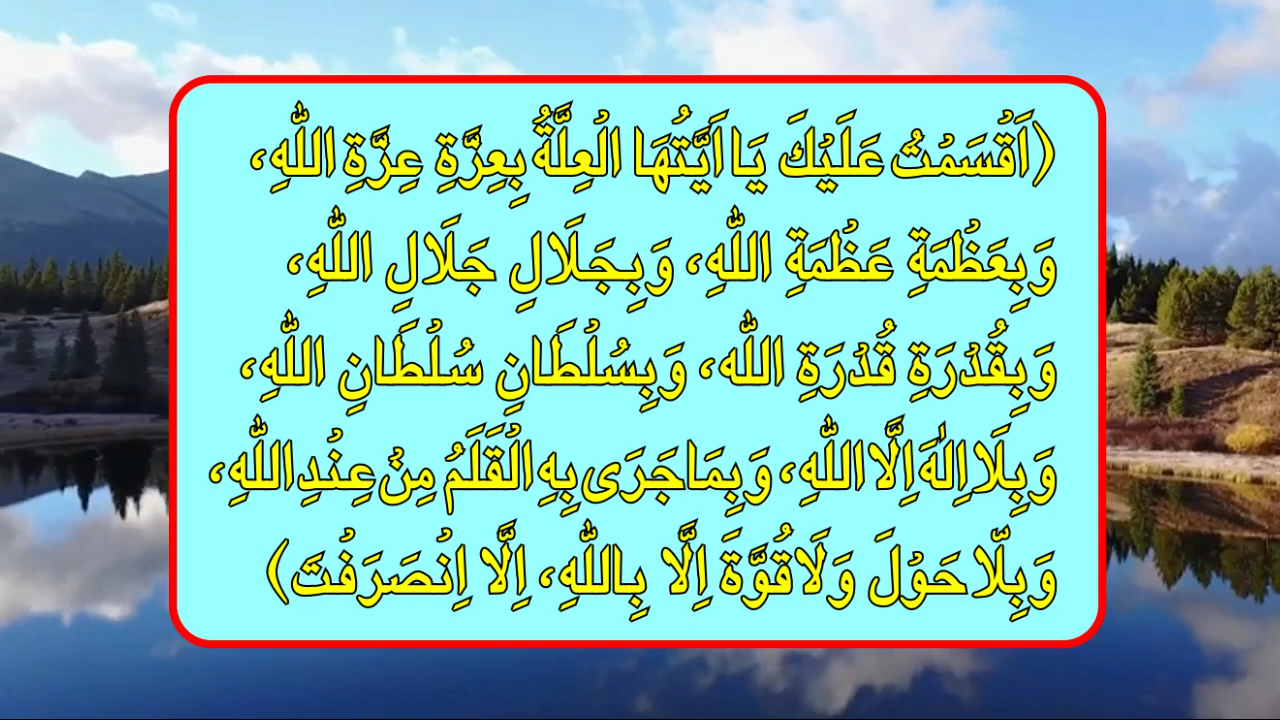 (اَقْسَمْتُ عَلَيْكَ يَا اَيَّتُهَا الْعِلَّةُ بِعِزَّةِ عِزَّةِ اللّٰهِ،
وَبِعَظْمَةِ عَظْمَةِ اللّٰهِ، وَبِجَلَالِ جَلَالِ اللّٰهِ،
وَبِقُدْرَةِ قُدْرَةِ اللّٰه، وَبِسُلْطَانِ سُلْطَانِ اللّٰهِ،
وَبِلَا اِلٰهَ اِلَّا اللّٰهِ، وَبِمَا جَرَى بِهِ الْقَلَمُ مِنْ عِنْدِ اللّٰهِ،
وَبِلَّا حَوْلَ وَلَا قُوَّةَ اِلَّا بِاللّٰهِ، اِلَّا اِنْصَرَفْتَ)